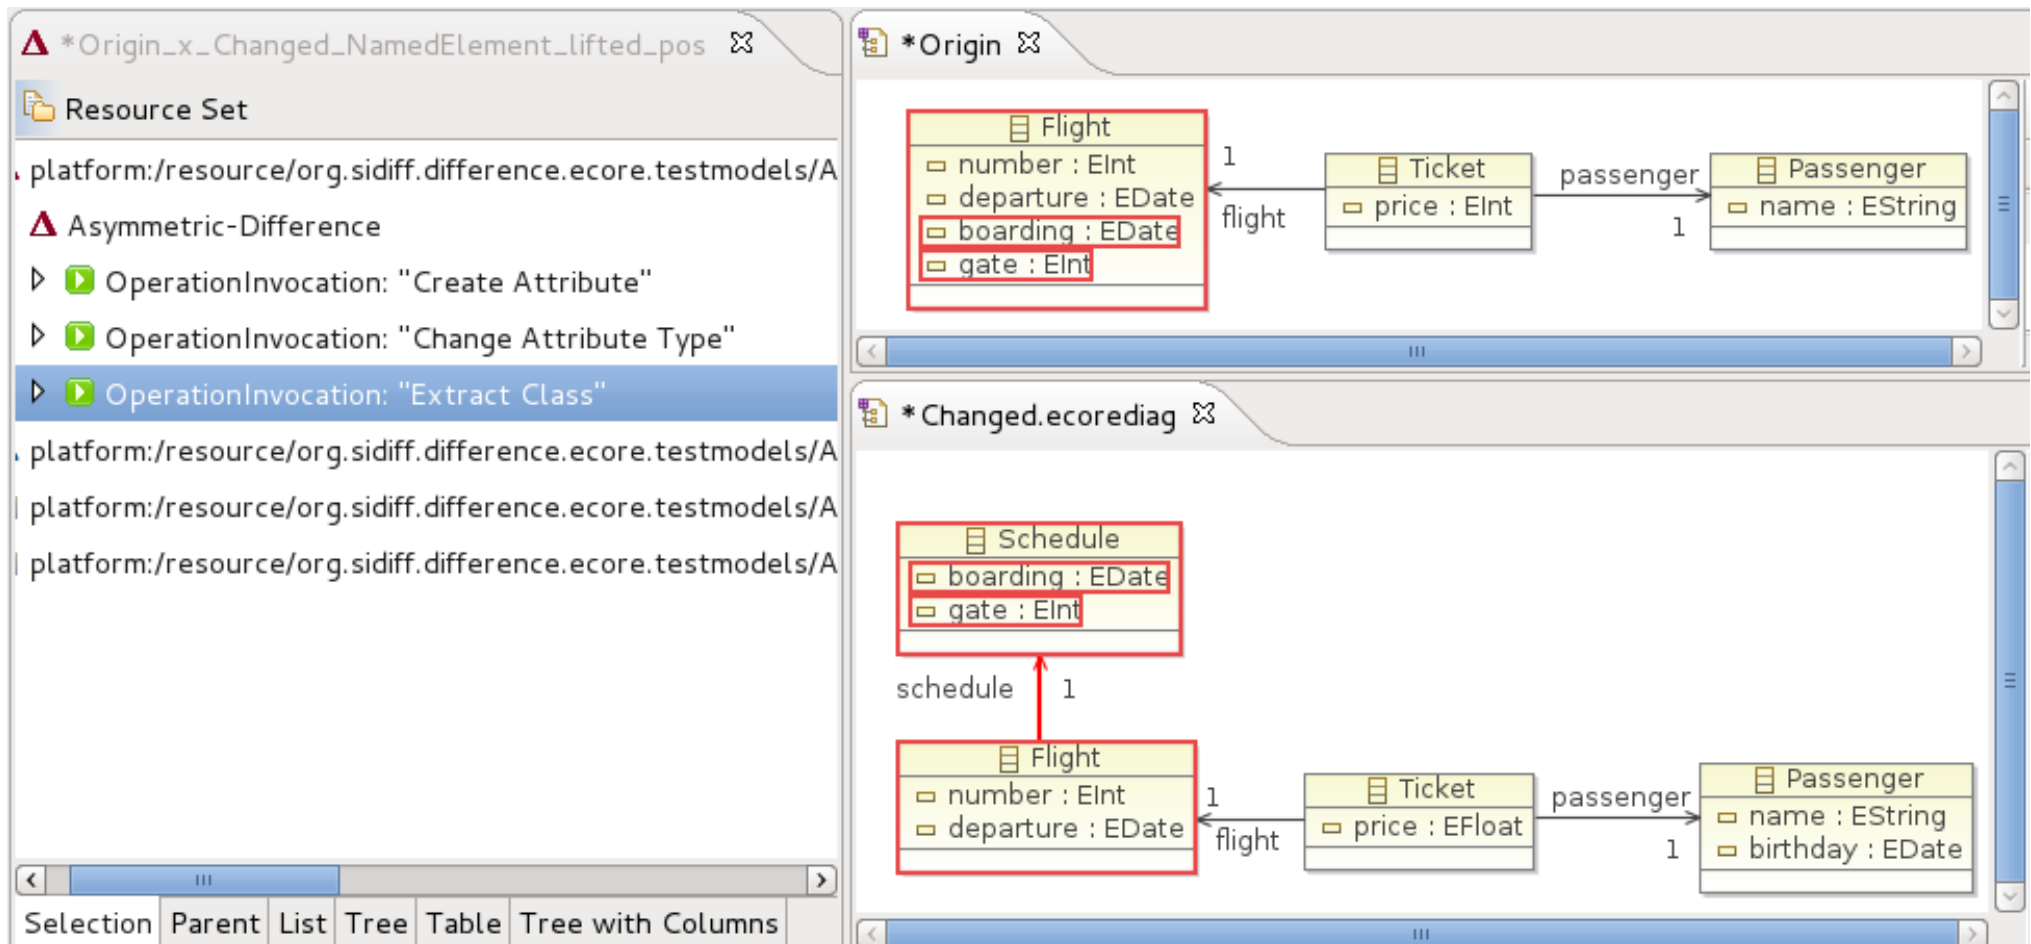 *Origin_x_Changed_NamedElement_lifted_pos
Resource Set
platform:/resource/org.sidiff.difference.ecore.testmodels/A
Asymmetric-Difference
OperationInvocation: "Create Attribute"
OperationInvocation: "Change Attribute Type"
OperationInvocation: "Extract Class"
platform:/resource/org.sidiff.difference.ecore.testmodels/A
platform:/resource/org.sidiff.difference.ecore.testmodels/A
platform:/resource/org.sidiff.difference.ecore.testmodels/A
Selection
Parent
List
Tree
Table
Tree with Columns
*Origin
Flight
number : EInt
departure : EDate
boarding : EDate
gate : EInt
1
flight
Ticket
price : EInt
passenger
1
Passenger
name : EString
*Changed.ecorediag
Schedule
boarding : EDate
gate : EInt
schedule
1
Flight
number : EInt
departure : EDate
1
flight
Ticket
price : EFloat
passenger
1
Passenger
name : EString
birthday : EDate